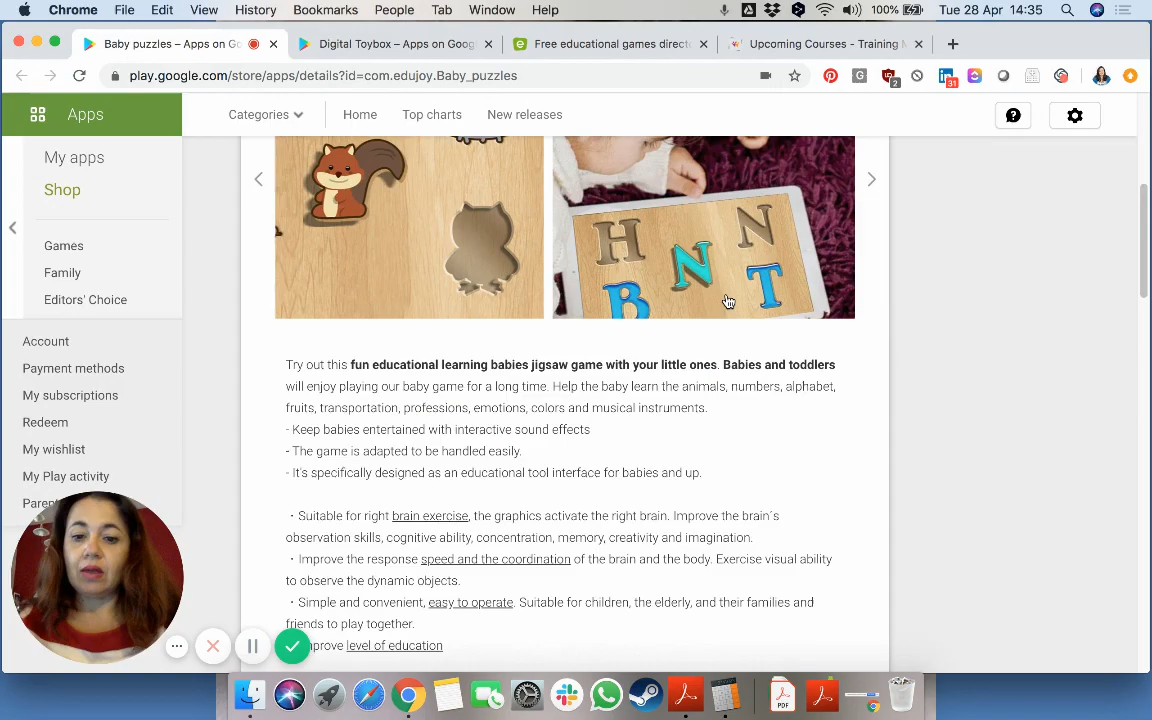 Chrome File Edit View History Bookmarks People Tab Window Help 100% Tue 28 Apr 14:35
Baby puzzles – Apps on Go Digital Toybox – Apps on Goog Free educational games direct Upcoming Courses - Training M
play.google.com/store/apps/details?id=com.edujoy.Baby_puzzles
G 2 31
Apps Categories Home Top charts New releases
My apps
Shop
Games
Family
Editors' Choice
Account
Payment methods
My subscriptions
Redeem
My wishlist
My Play activity
Paren
H N N
B T
Try out this fun educational learning babies jigsaw game with your little ones. Babies and toddlers
will enjoy playing our baby game for a long time. Help the baby learn the animals, numbers, alphabet,
fruits, transportation, professions, emotions, colors and musical instruments.
- Keep babies entertained with interactive sound effects
- The game is adapted to be handled easily.
- It's specifically designed as an educational tool interface for babies and up.
・Suitable for right brain exercise, the graphics activate the right brain. Improve the brain´s
observation skills, cognitive ability, concentration, memory, creativity and imagination.
・Improve the response speed and the coordination of the brain and the body. Exercise visual ability
to observe the dynamic objects.
・Simple and convenient, easy to operate. Suitable for children, the elderly, and their families and
friends to play together.
mprove level of education
PDF